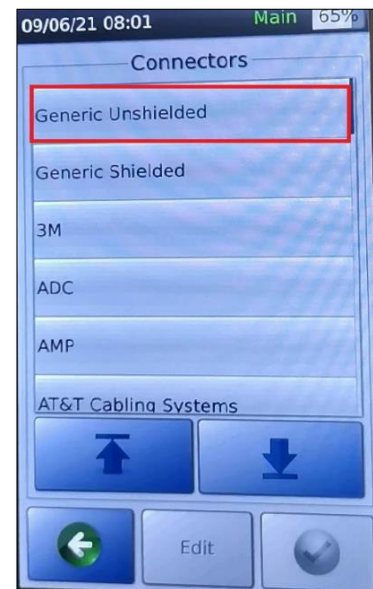 09/06/21 08:01 Main 65%
Connectors
Generic Unshielded
Generic Shielded
3M
ADC
AMP
AT&T Cabling Systems
Edit